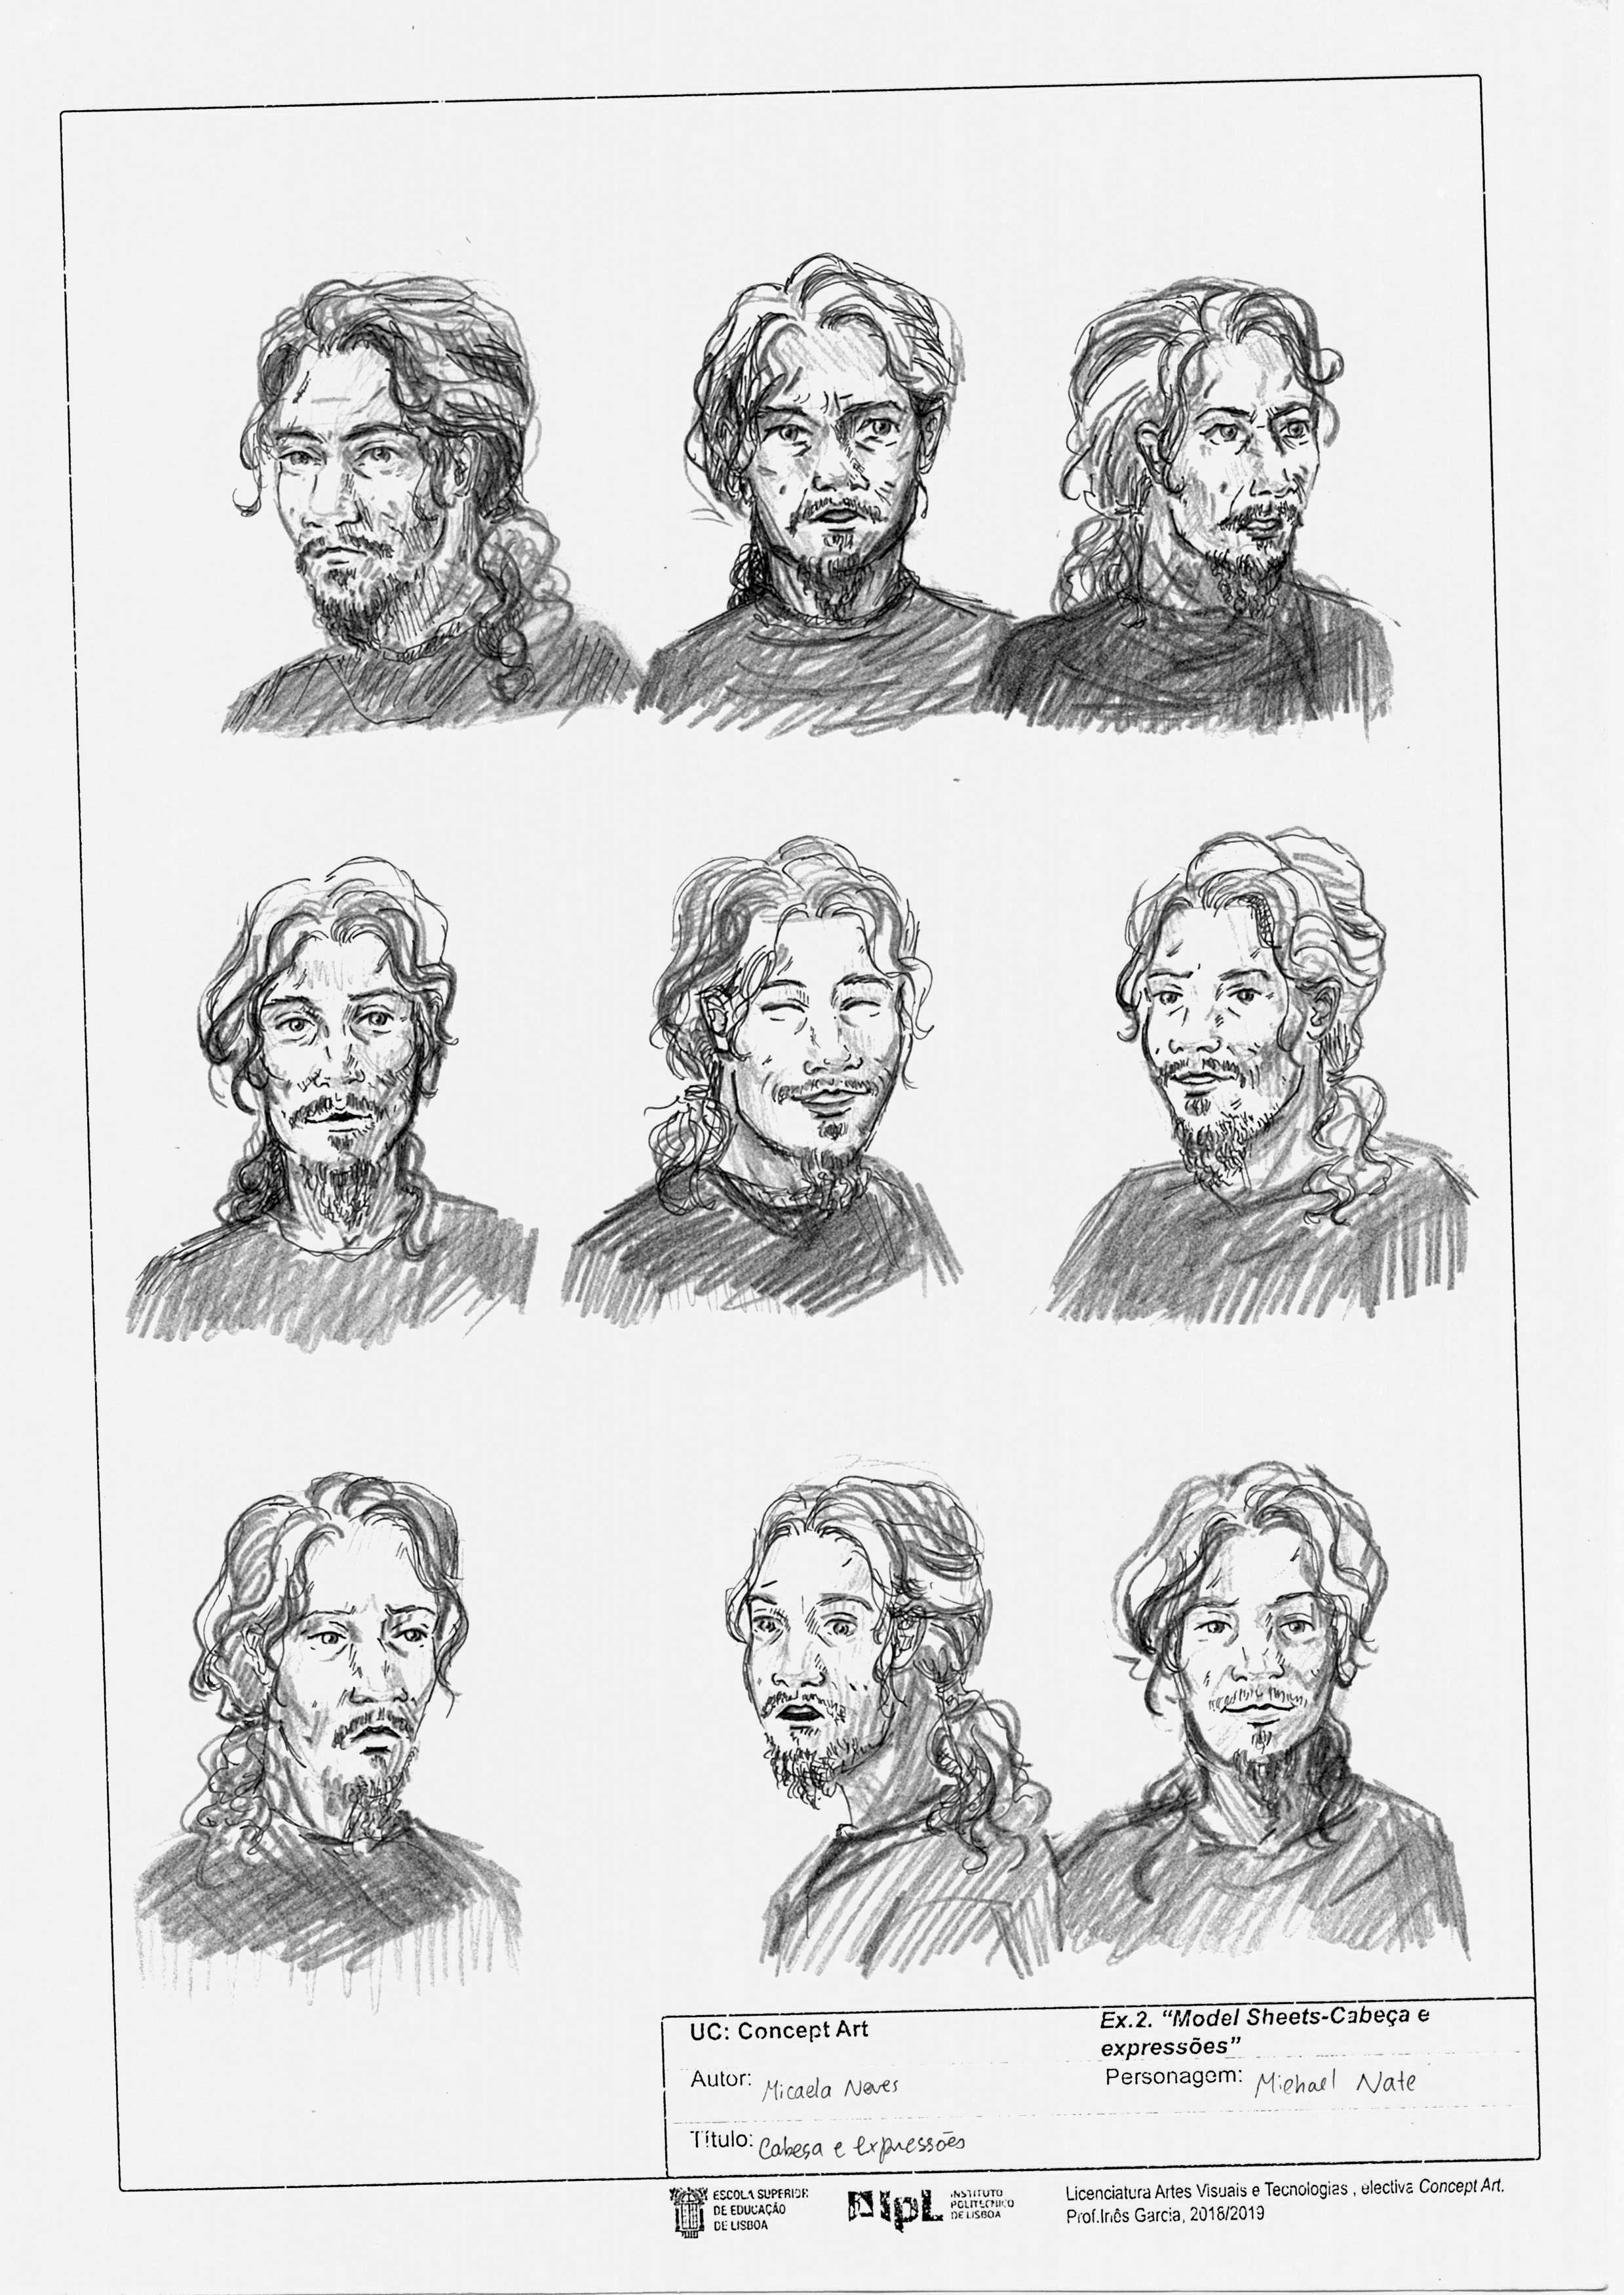 UC: Concept Art
Ex.2. “Model Sheets-Cabeça e
expressões”
Autor: Micaela Neves
Personagem: Michael Nate
Título: Cabeça e expressões
ESCOLA SUPERIOR
DE EDUCAÇÃO
DE LISBOA
IPL
INSTITUTO
POLITÉCNICO
DE LISBOA
Licenciatura Artes Visuais e Tecnologias , electiva Concept Art.
Prof.Inês Garcia, 2018/2019